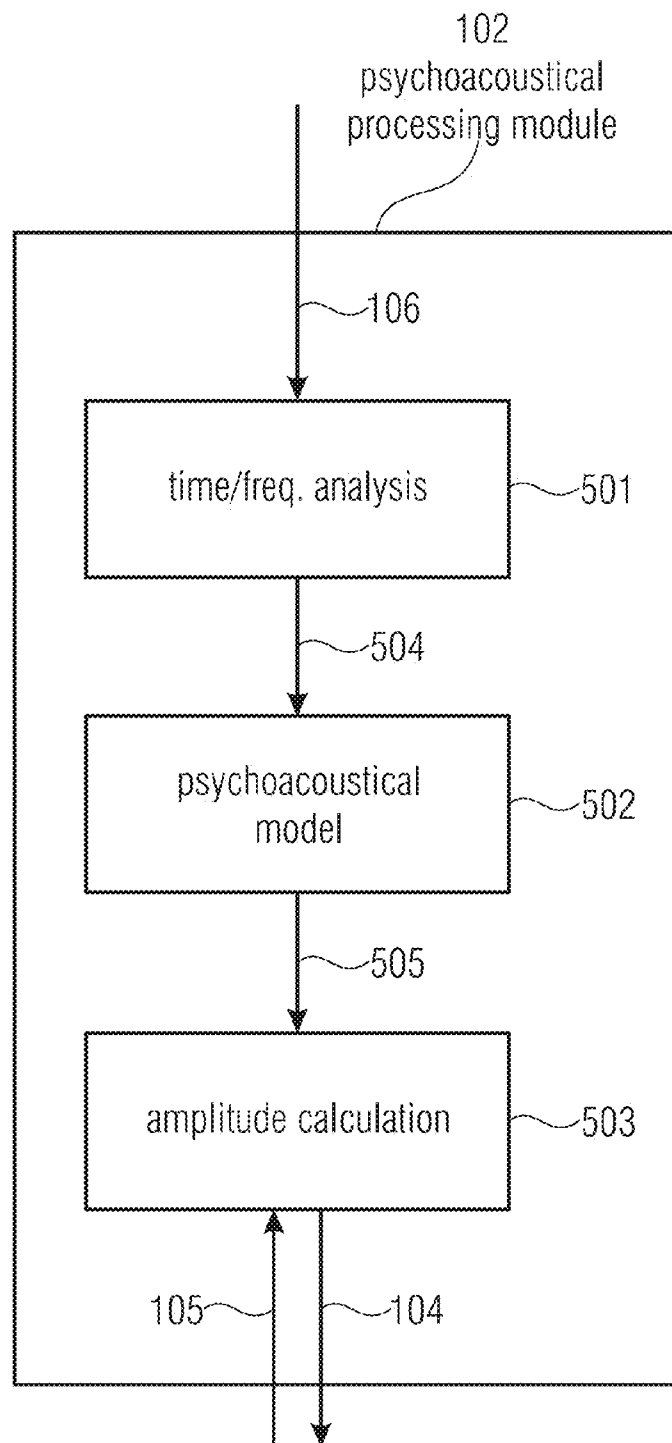 102
psychoacoustical
processing module
106
time/freq. analysis
501
504
psychoacoustical
model
502
505
amplitude calculation
503
105
104